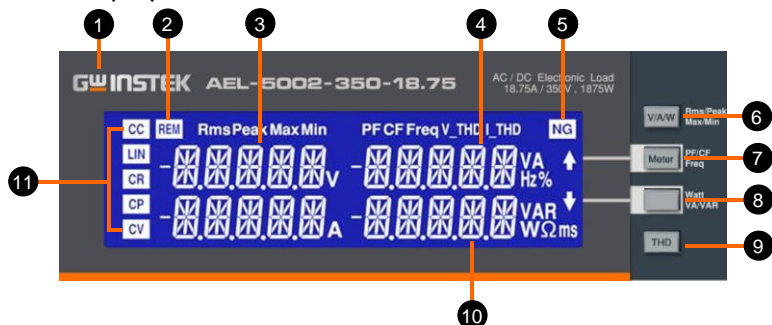 1 2 3 4 5
GW INSTEK AEL-5002-350-18.75 AC / DC Electronic Load
18.75A / 350V , 1875W
CC REM Rms Peak Max Min PF CF Freq V_THD I_THD NG
LIN
CR
CP
CV
- V - VA
Hz%
- A - VAR
WΩms
V/A/W Rms/Peak
Max/Min 6
Meter PF/CF
Freq 7
Watt
VA/VAR 8
THD 9
10
11